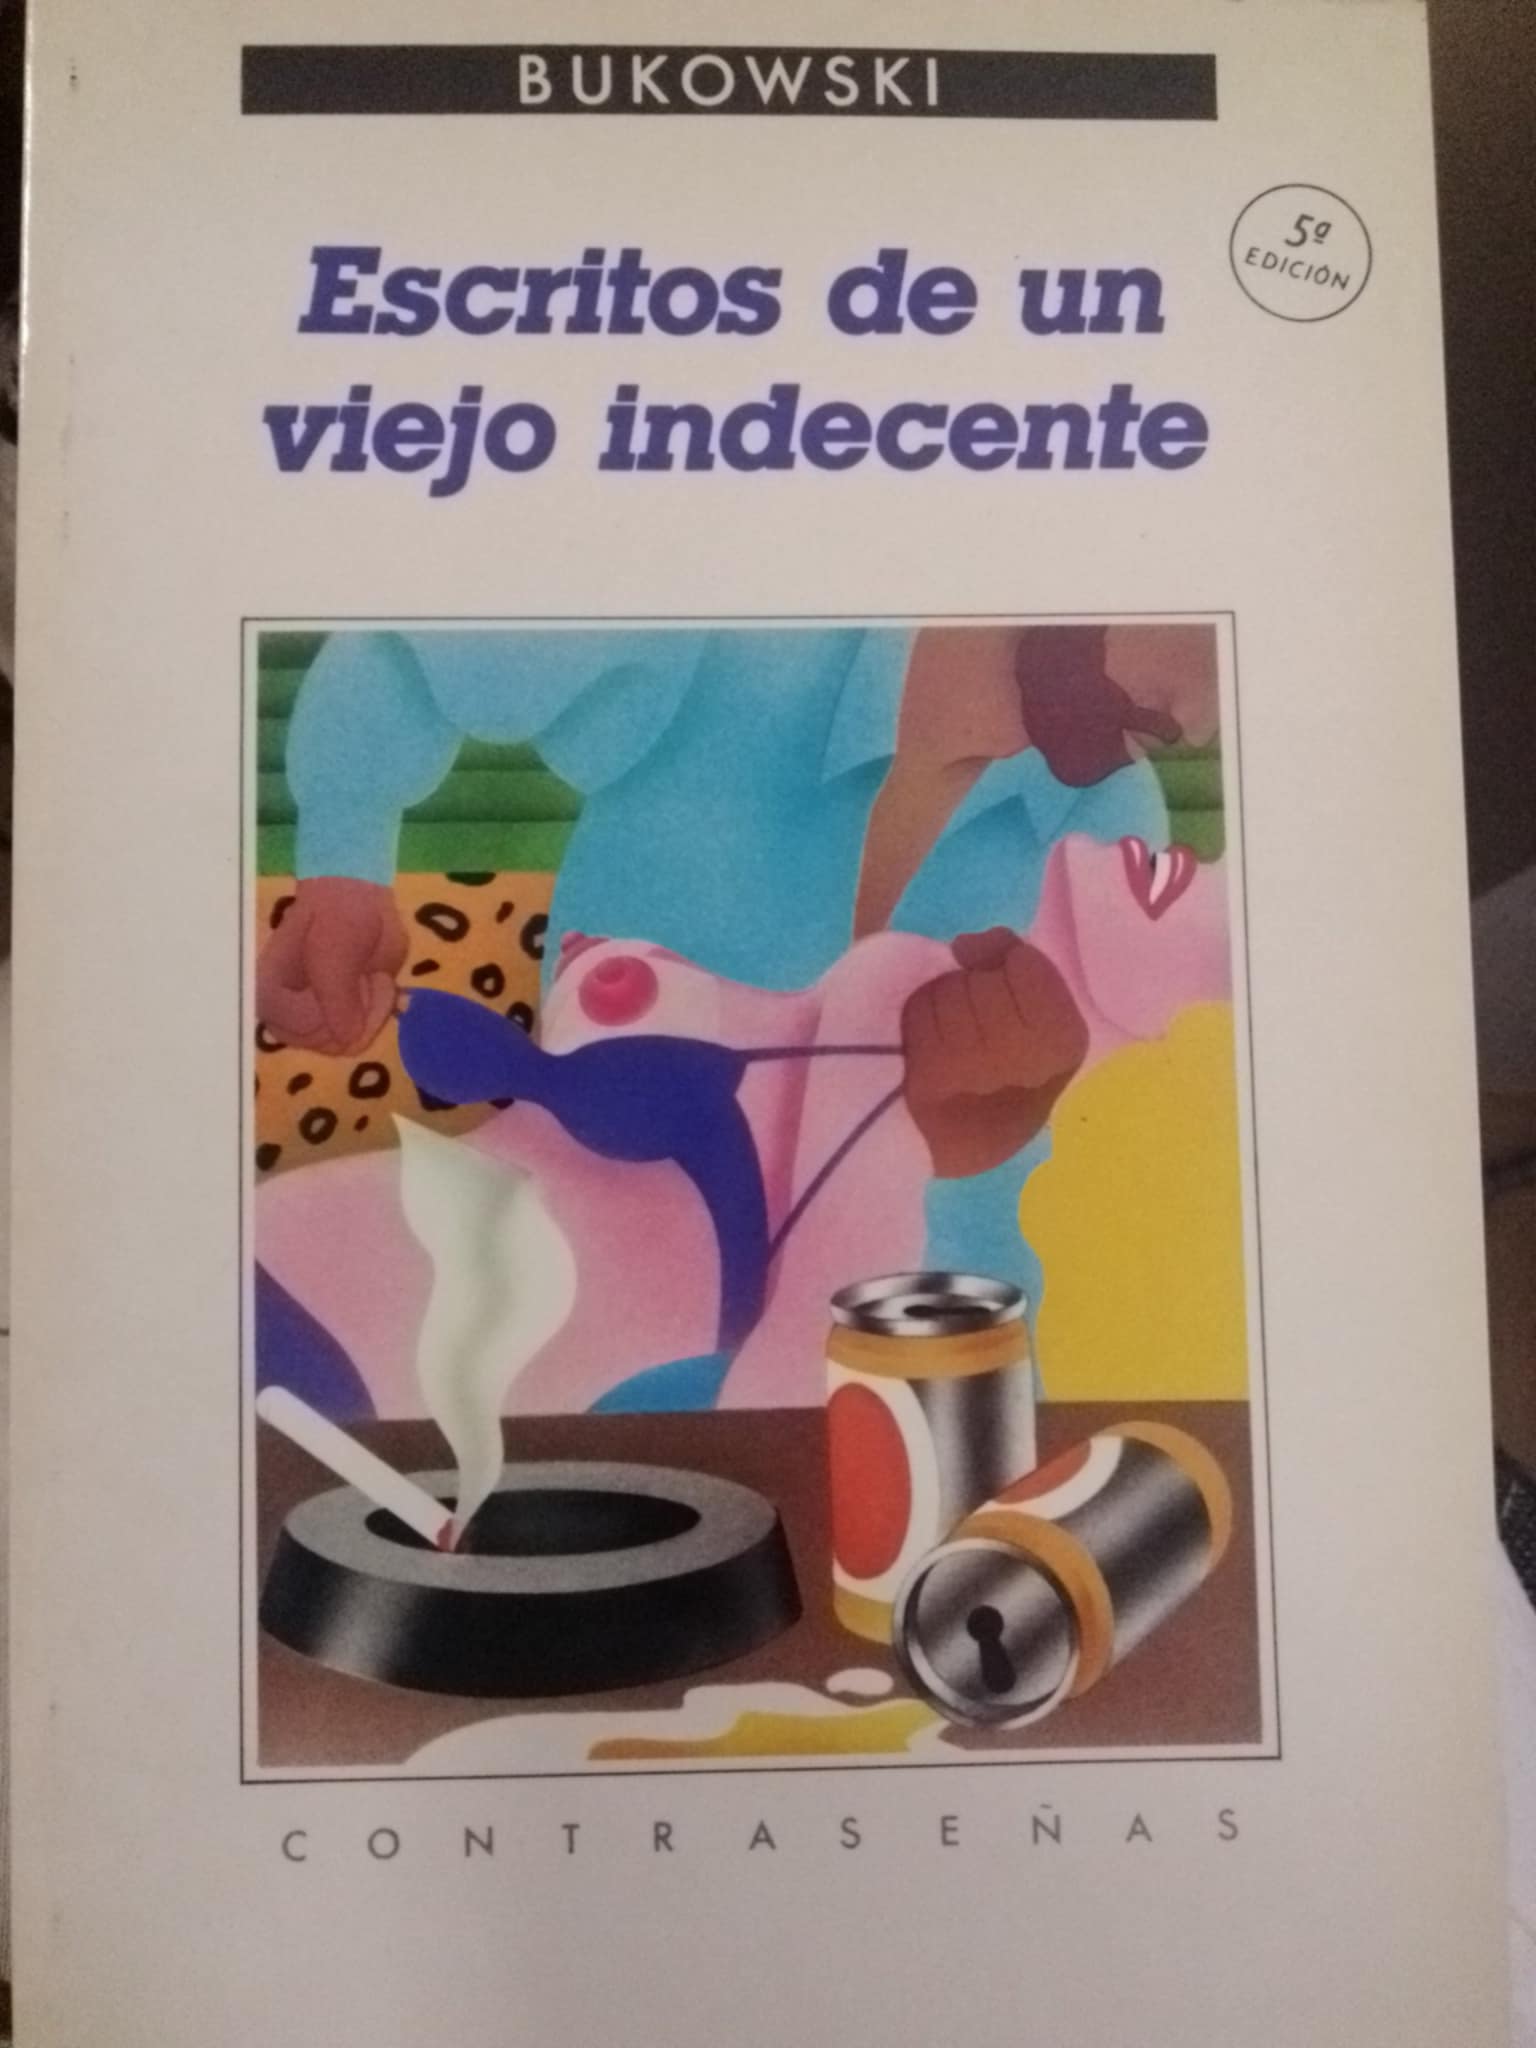 BUKOWSKI
Escritos de un
viejo indecente
5ª
EDICIÓN
CONTRASEÑAS